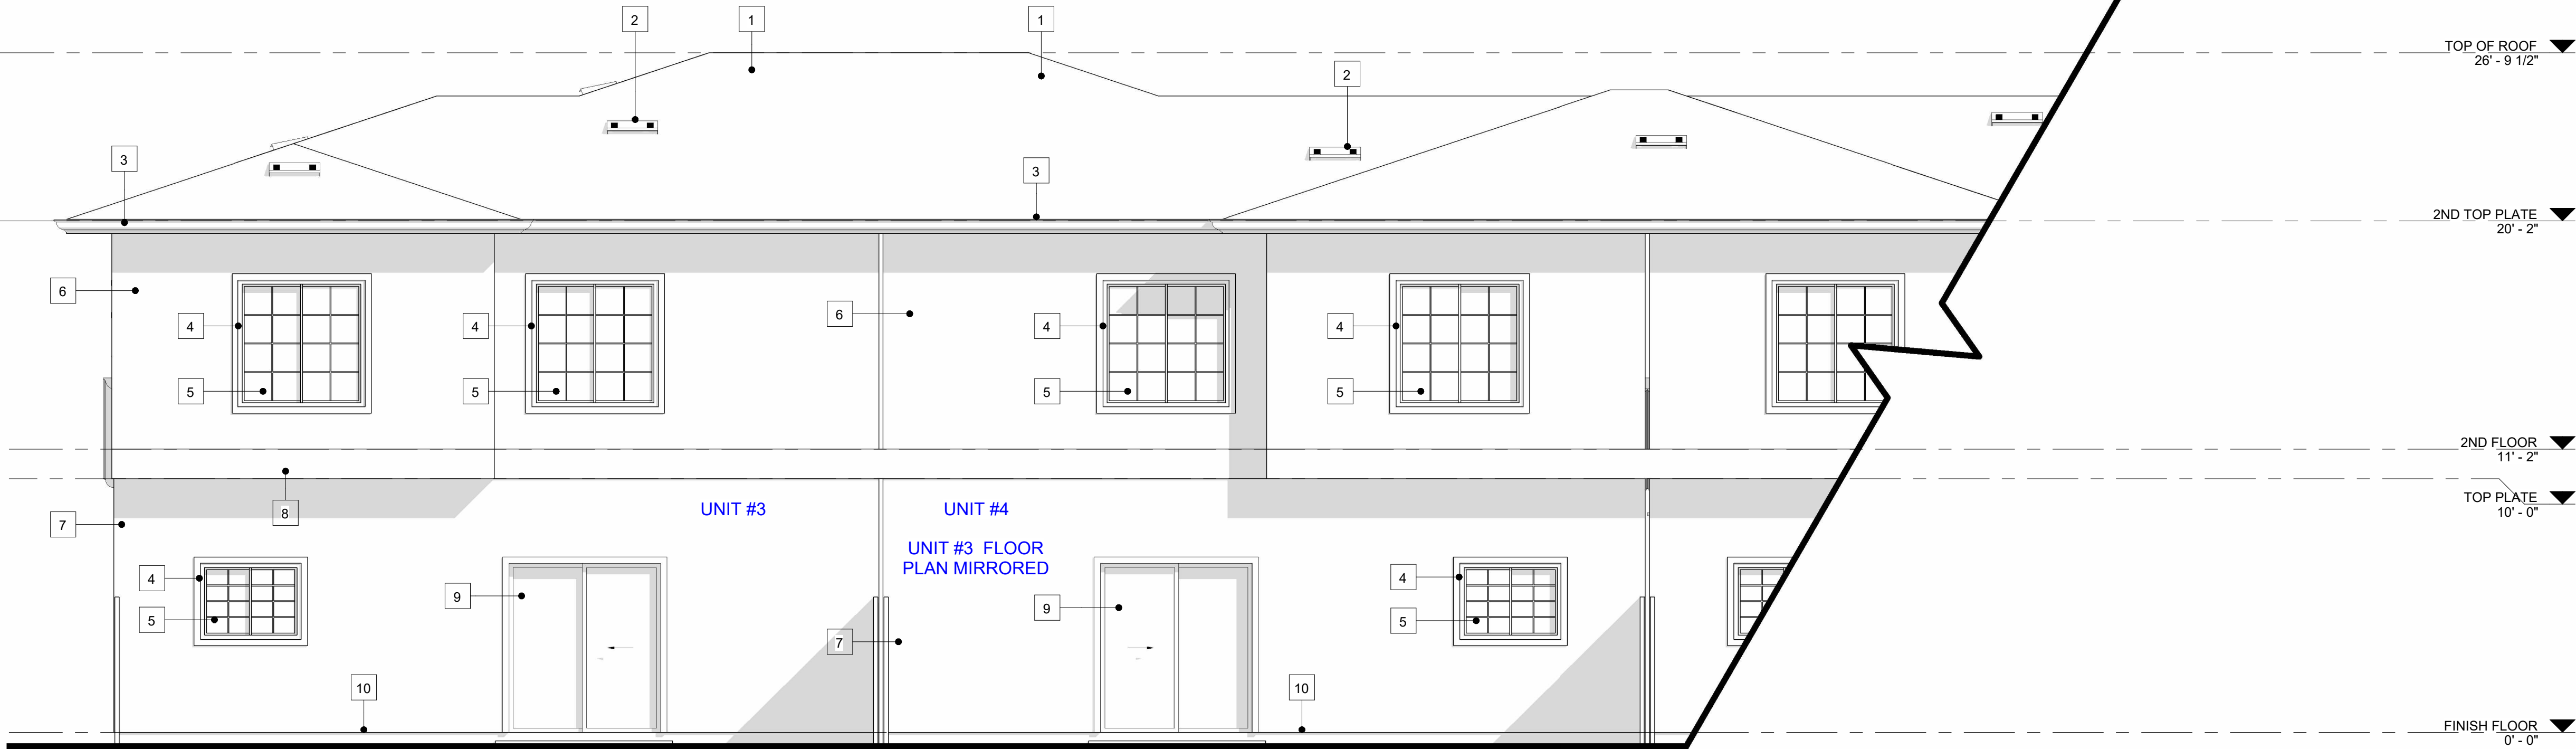 2
1
1
TOP OF ROOF
26' - 9 1/2"
2
3
3
2ND TOP PLATE
20' - 2"
6
6
4
4
4
4
5
5
5
5
2ND FLOOR
11' - 2"
8
TOP PLATE
10' - 0"
UNIT #3
UNIT #4
7
UNIT #3 FLOOR
PLAN MIRRORED
4
4
9
9
5
5
7
10
10
FINISH FLOOR
0' - 0"